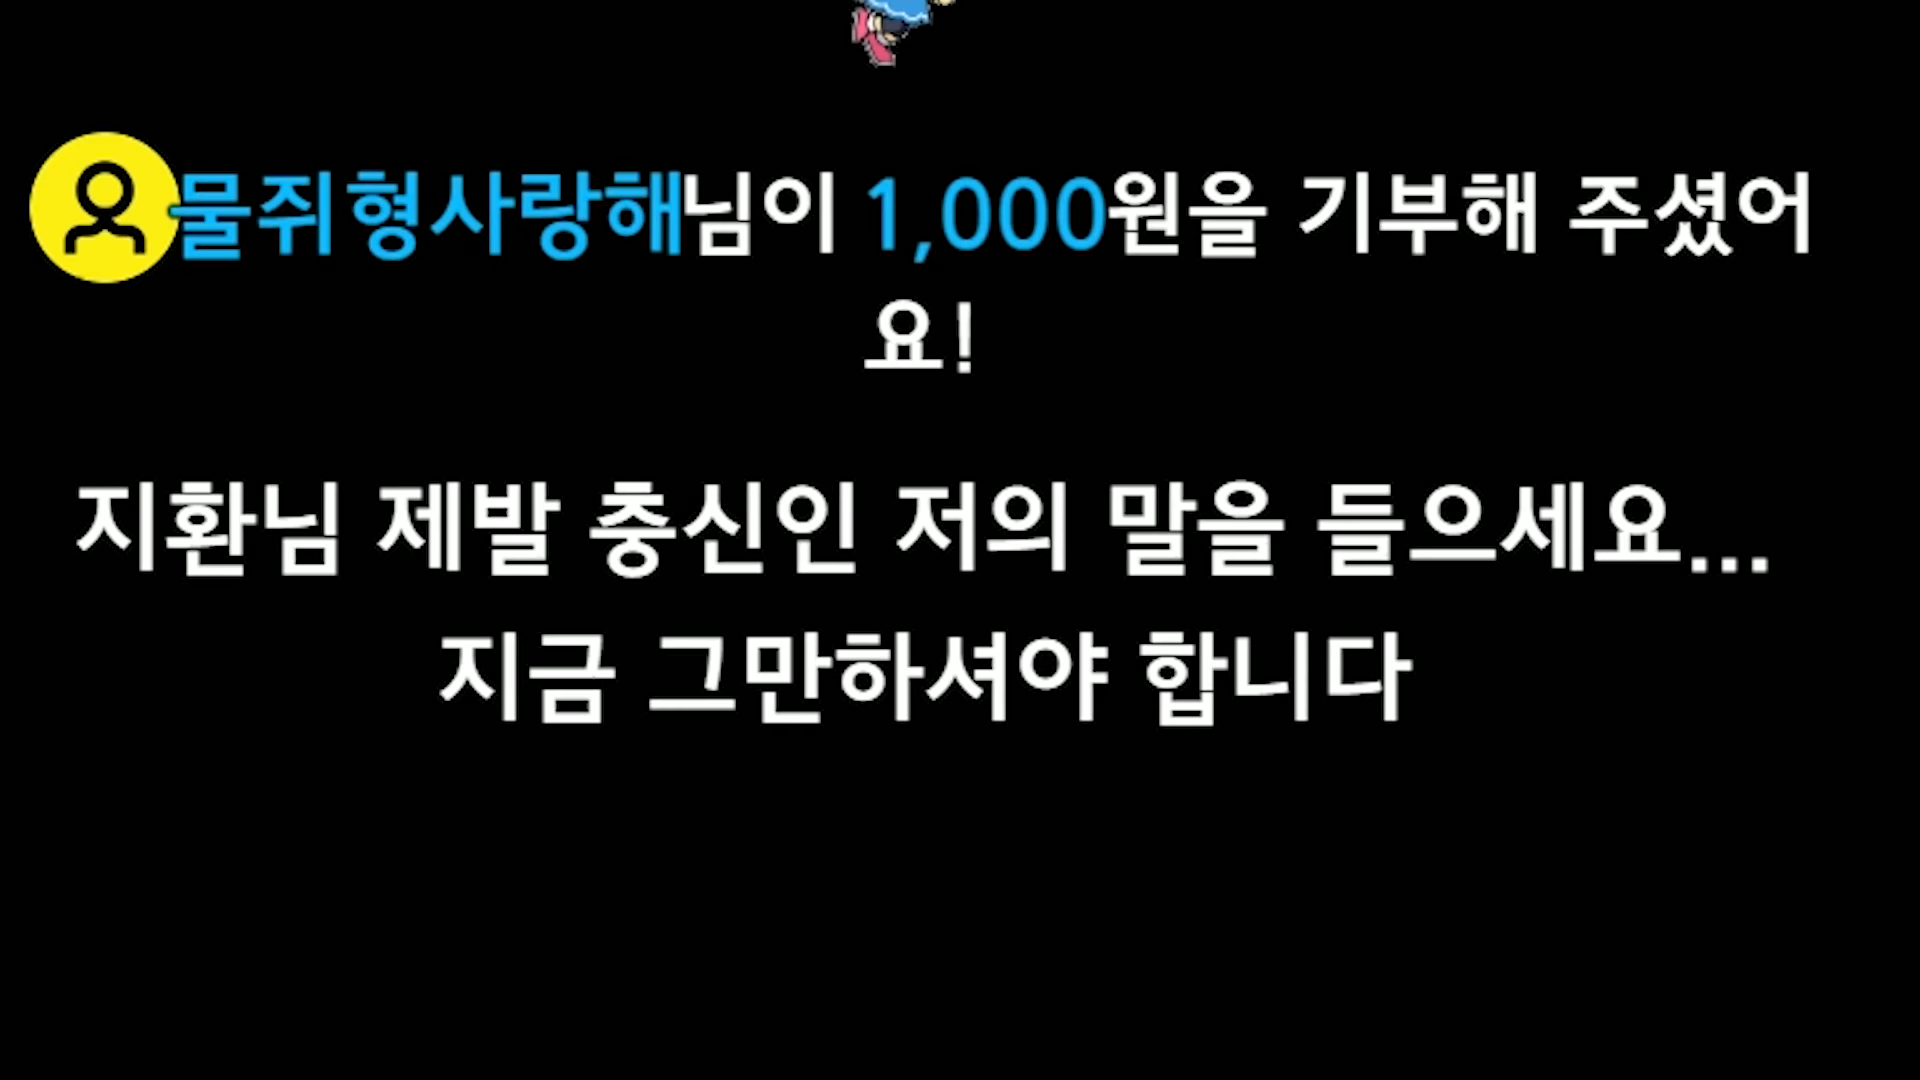 물쥐형사랑해님이 1,000원을 기부해 주셨어
요!
지환님 제발 충신인 저의 말을 들으세요...
지금 그만하셔야 합니다